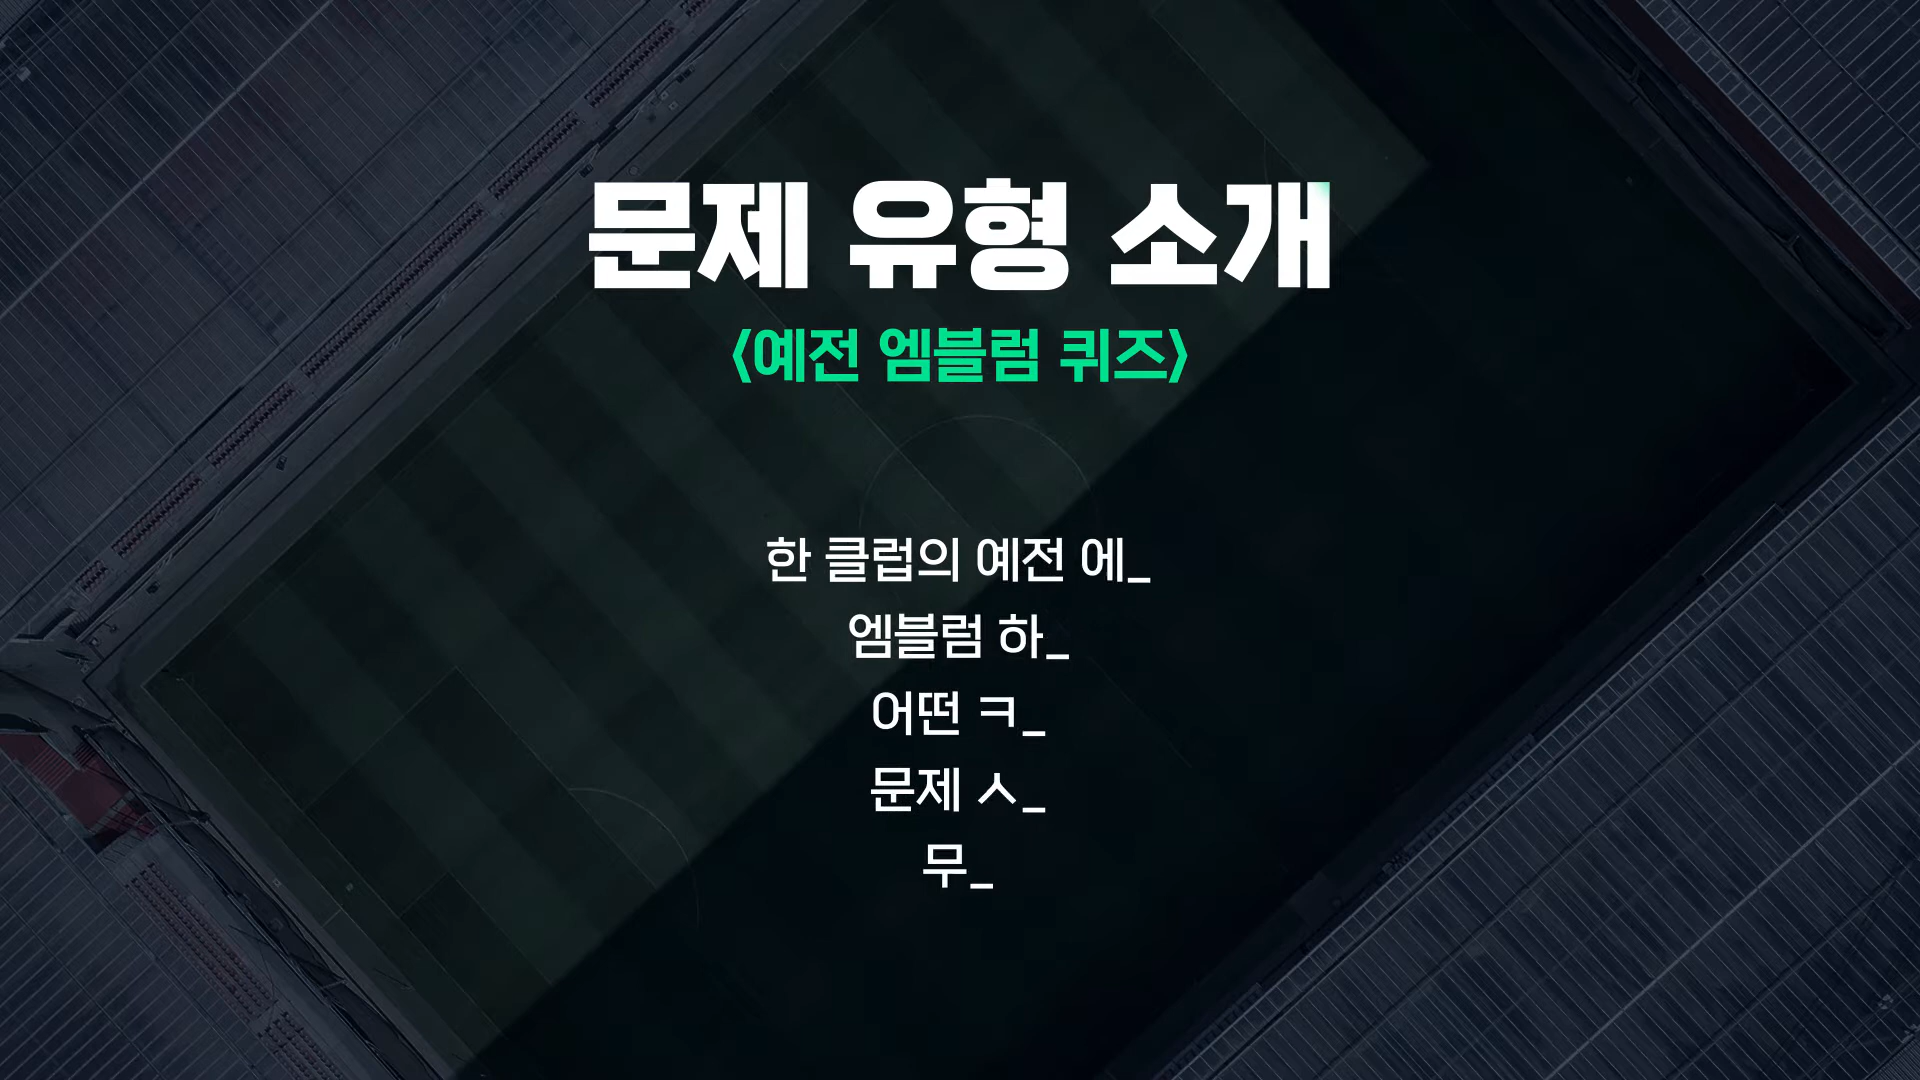 문제 유형 소개
〈예전 엠블럼 퀴즈〉
한 클럽의 예전 에_
엠블럼 하_
어떤 ㅋ_
문제 ㅅ_
무_